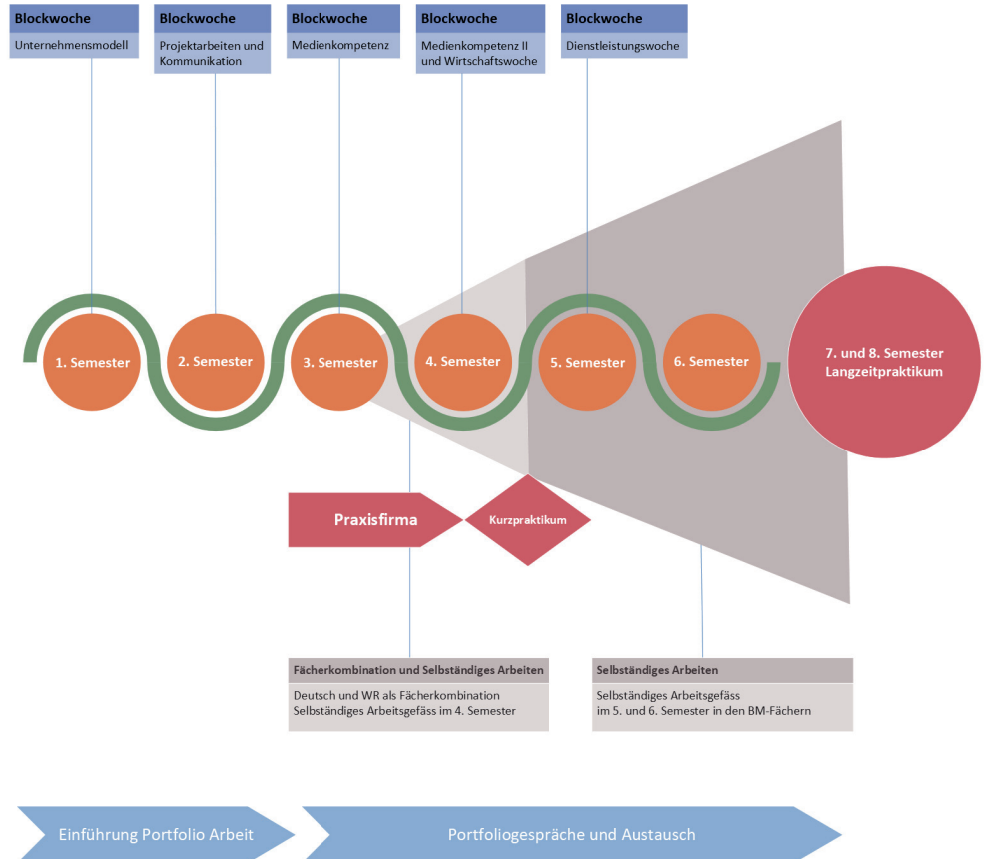 Blockwoche
Unternehmensmodell
Blockwoche
Projektarbeiten und
Kommunikation
Blockwoche
Medienkompetenz
Blockwoche
Medienkompetenz II
und Wirtschaftswoche
Blockwoche
Dienstleistungswoche
1. Semester
2. Semester
3. Semester
4. Semester
5. Semester
6. Semester
7. und 8. Semester
Langzeitpraktikum
Praxisfirma
Kurzpraktikum
Fächerkombination und Selbständiges Arbeiten
Deutsch und WR als Fächerkombination
Selbständiges Arbeitsgefäss im 4. Semester
Selbständiges Arbeiten
Selbständiges Arbeitsgefäss
im 5. und 6. Semester in den BM-Fächern
Einführung Portfolio Arbeit
Portfoliogespräche und Austausch